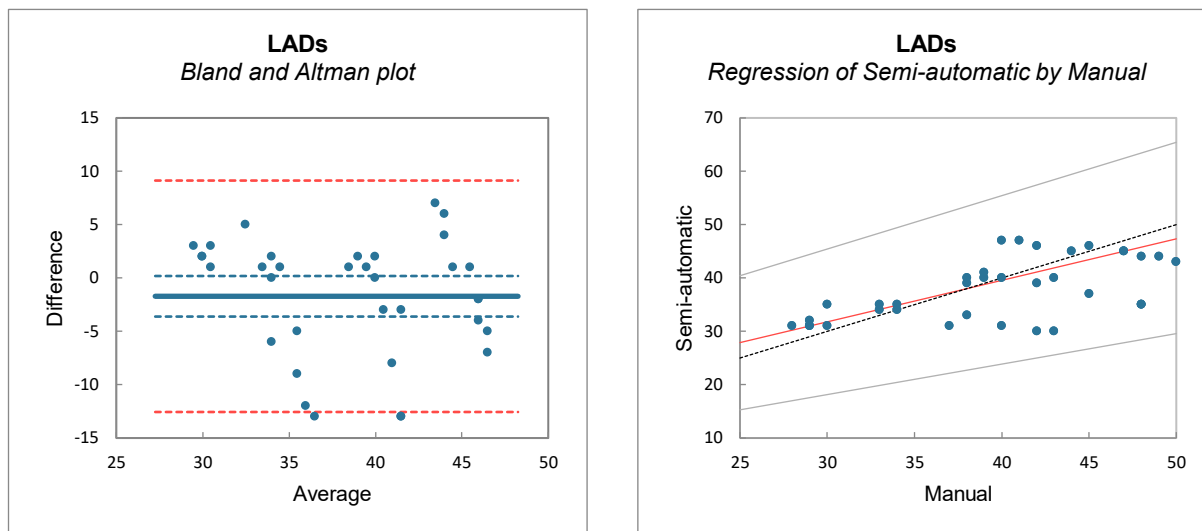 LADs
Bland and Altman plot
15
10
5
0
-5
-10
-15
Difference
25 30 35 40 45 50
Average
LADs
Regression of Semi-automatic by Manual
70
60
50
40
30
20
10
Semi-automatic
25 30 35 40 45 50
Manual